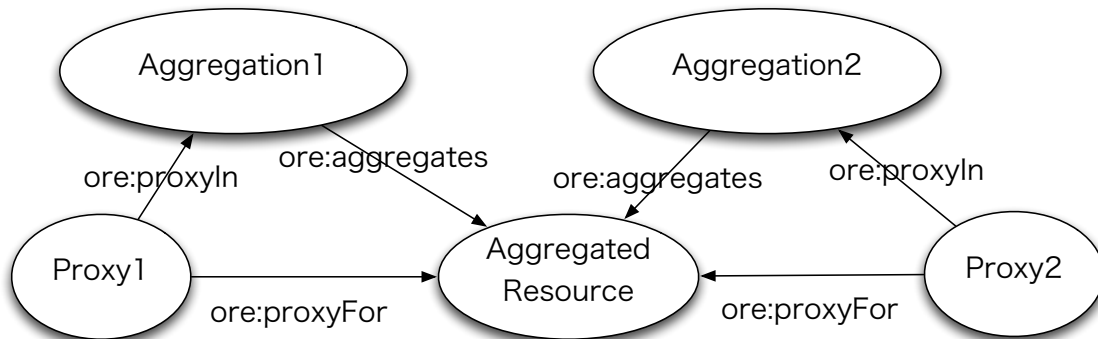 Aggregation1
Aggregation2
ore:aggregates
ore:proxyIn
ore:aggregates
ore:proxyIn
Proxy1
Aggregated
Resource
Proxy2
ore:proxyFor
ore:proxyFor